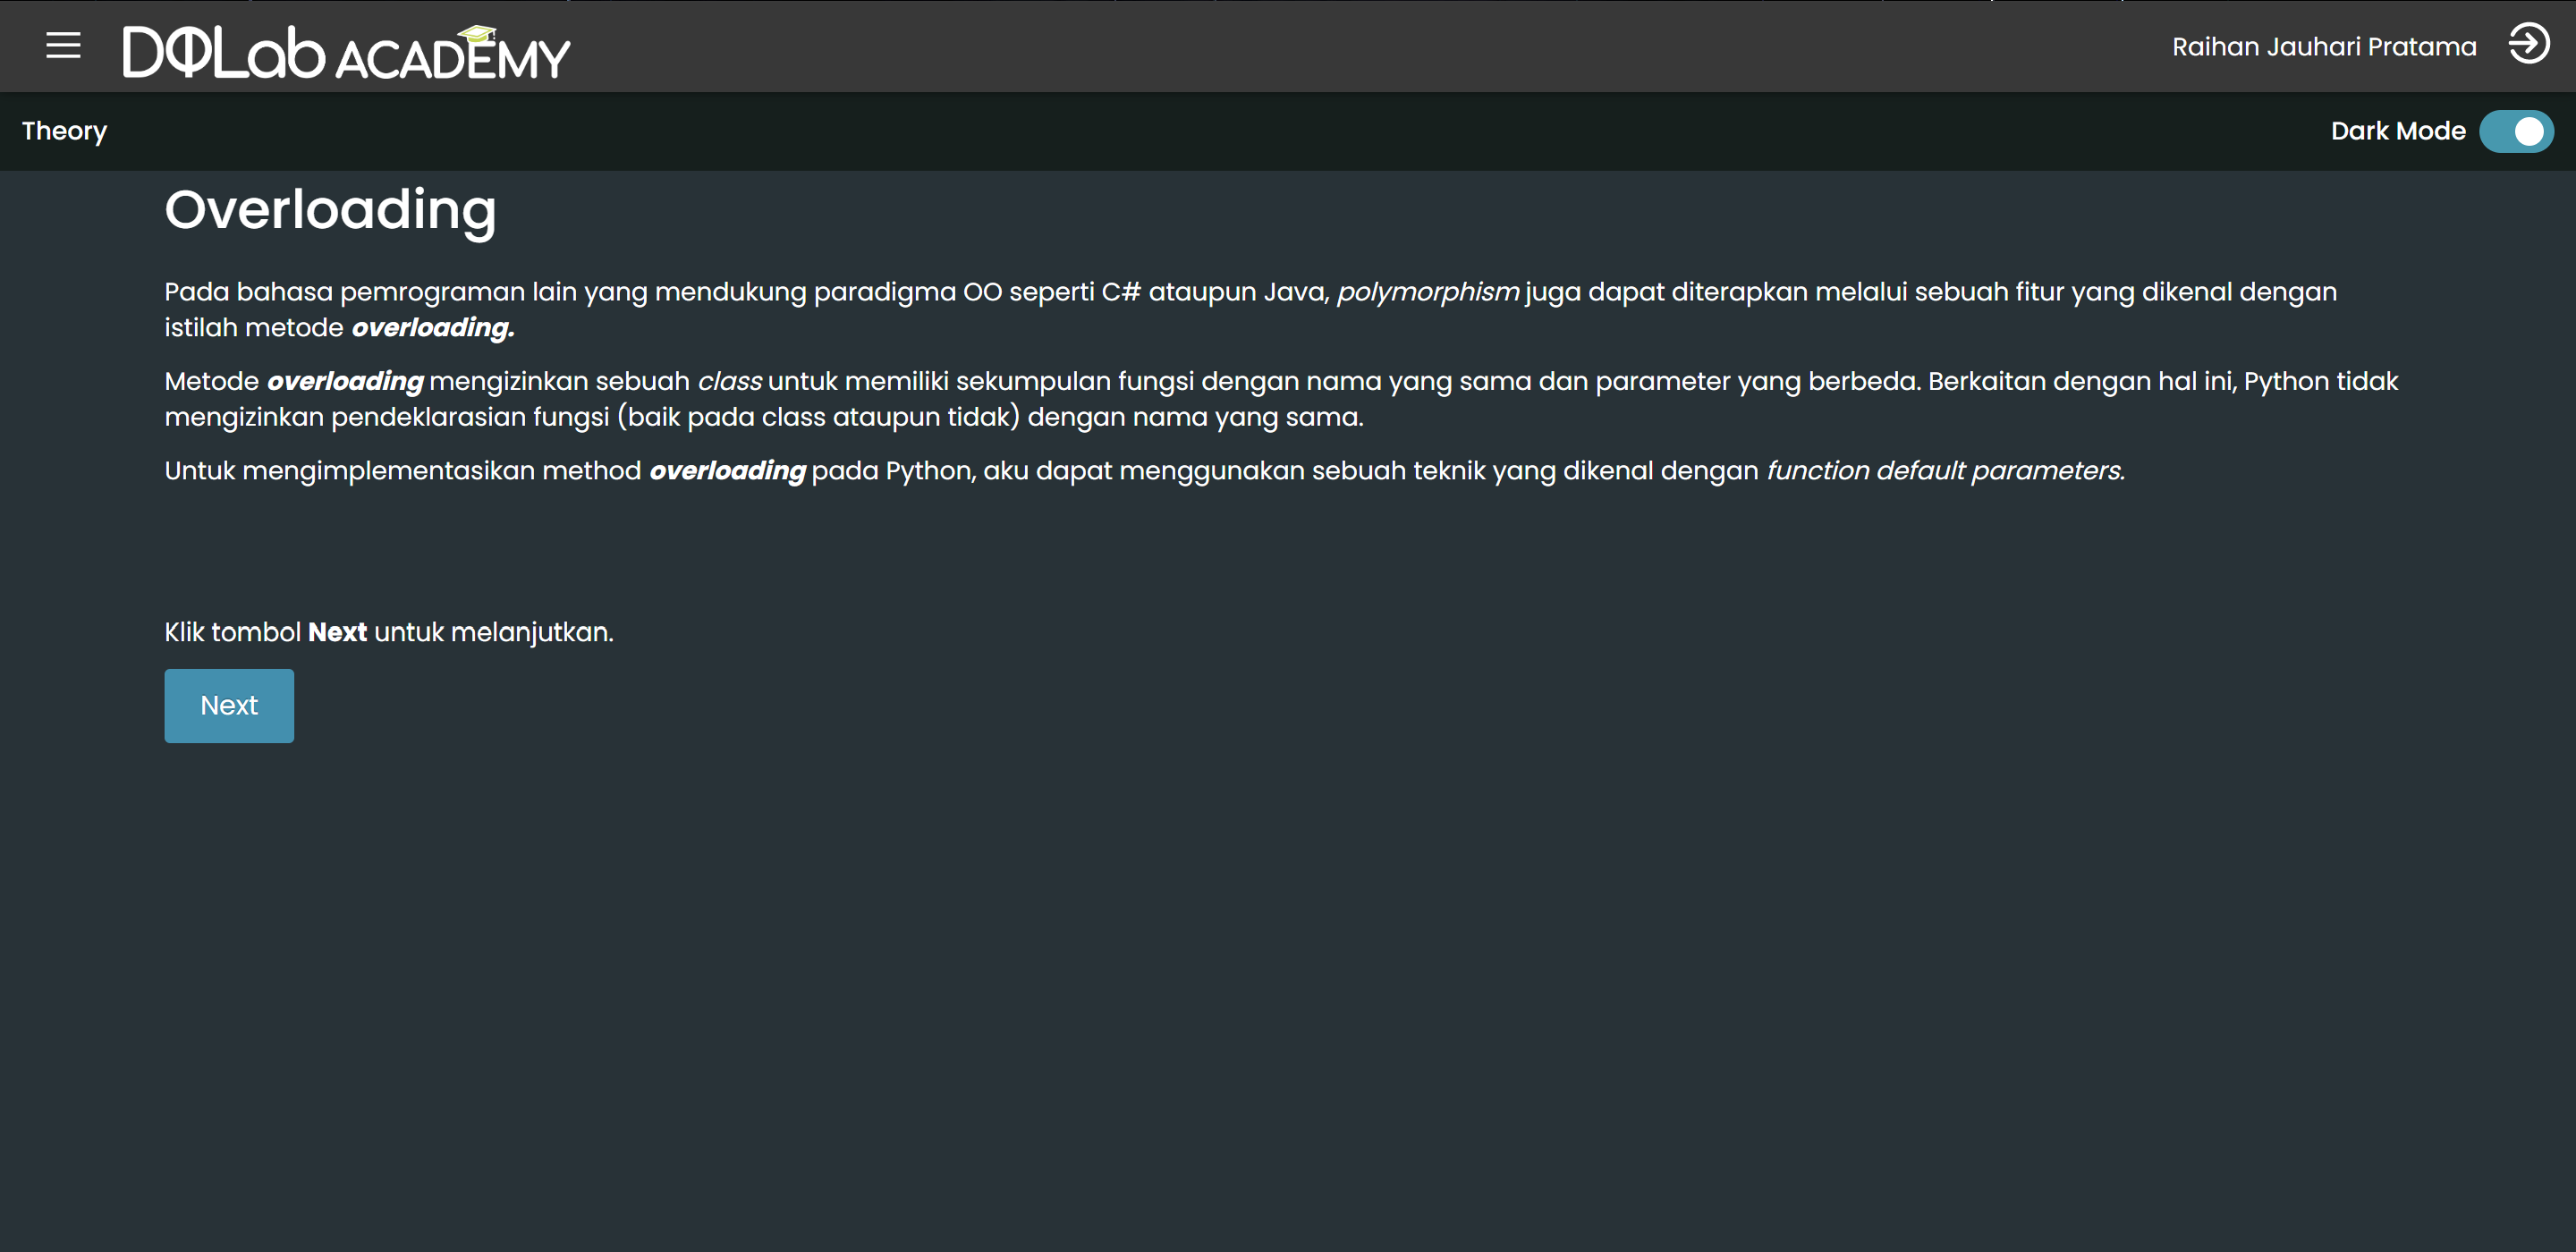 DQLab ACADEMY
Raihan Jauhari Pratama
Theory
Dark Mode
Overloading
Pada bahasa pemrograman lain yang mendukung paradigma OO seperti C# ataupun Java, polymorphism juga dapat diterapkan melalui sebuah fitur yang dikenal dengan
istilah metode overloading.
Metode overloading mengizinkan sebuah class untuk memiliki sekumpulan fungsi dengan nama yang sama dan parameter yang berbeda. Berkaitan dengan hal ini, Python tidak
mengizinkan pendeklarasian fungsi (baik pada class ataupun tidak) dengan nama yang sama.
Untuk mengimplementasikan method overloading pada Python, aku dapat menggunakan sebuah teknik yang dikenal dengan function default parameters.
Klik tombol Next untuk melanjutkan.
Next